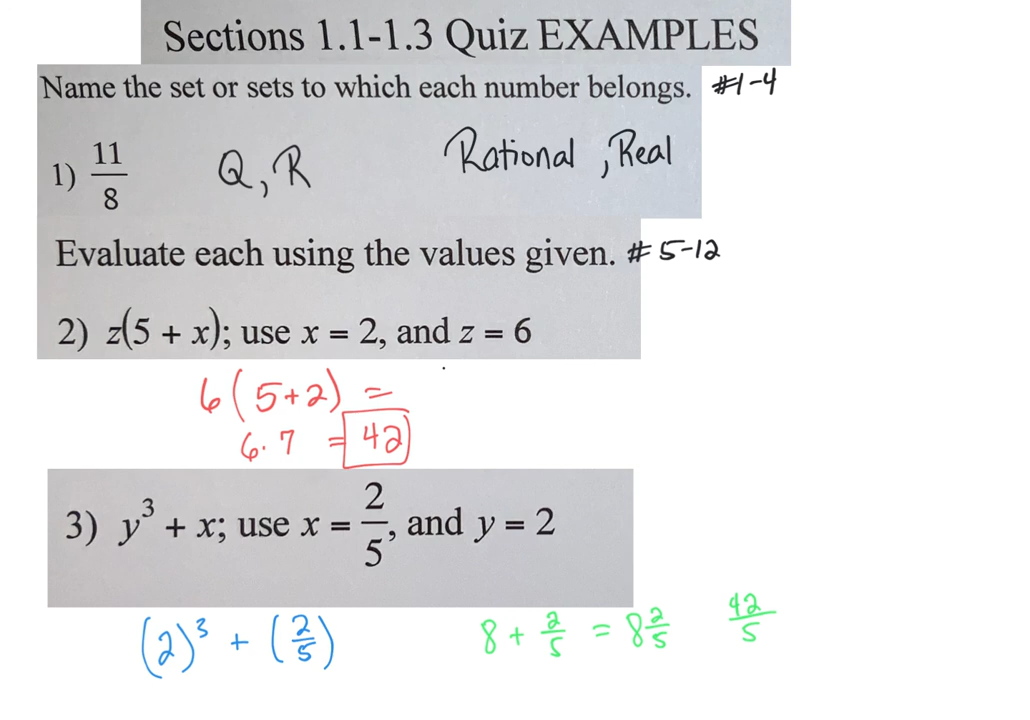 Sections 1.1-1.3 Quiz EXAMPLES
Name the set or sets to which each number belongs. #1-4
1) 11/8 Q, R Rational, Real
Evaluate each using the values given. # 5-12
2) z(5 + x); use x = 2, and z = 6
6(5+2) =
6·7 = 42
3) y³ + x; use x = 2/5, and y = 2
(2)³ + (2/5) 8 + 2/5 = 8 2/5 42/5